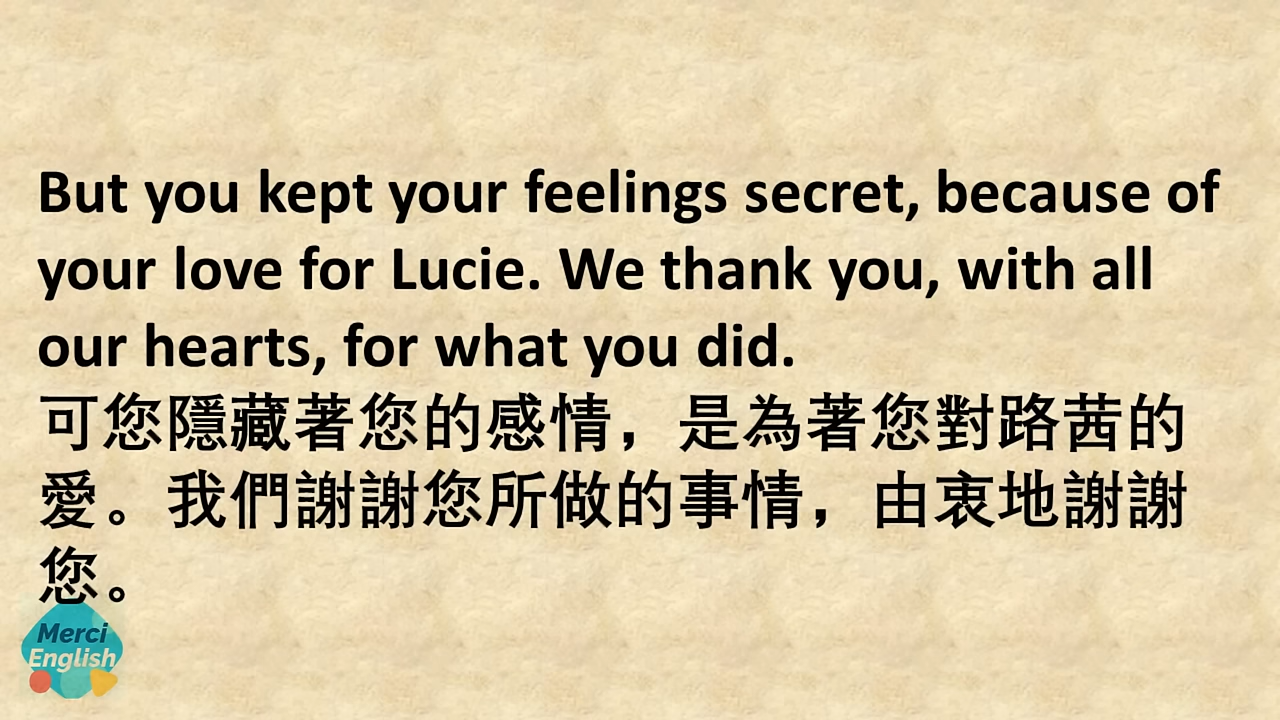 But you kept your feelings secret, because of
your love for Lucie. We thank you, with all
our hearts, for what you did.
可您隱藏著您的感情，是為著您對路茜的
愛。我們謝謝您所做的事情，由衷地謝謝
您。
Merci
English